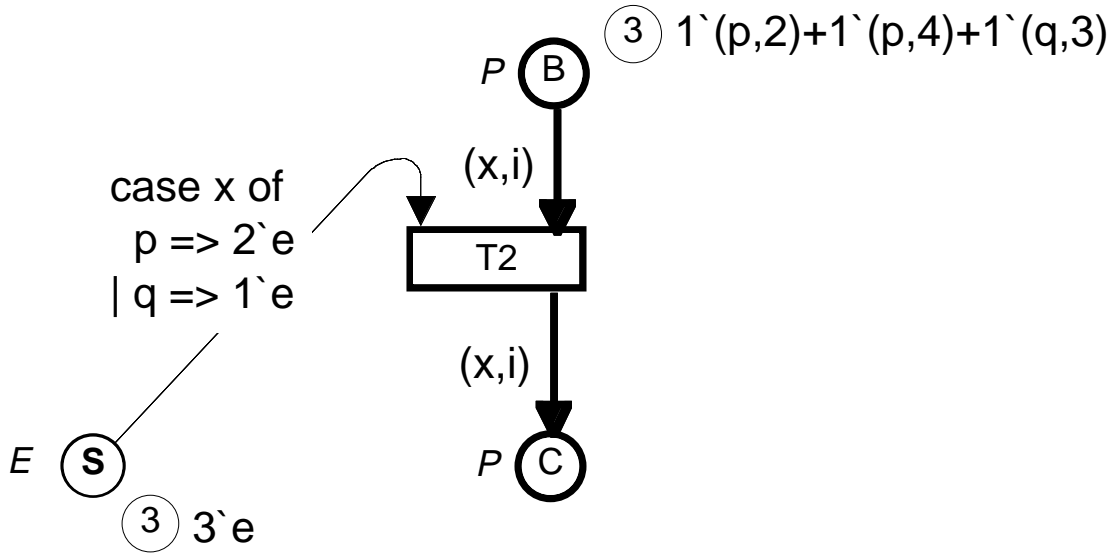 3 1`(p,2)+1`(p,4)+1`(q,3)
P B
(x,i)
case x of
p => 2`e
| q => 1`e
T2
(x,i)
E S
P C
3 3`e